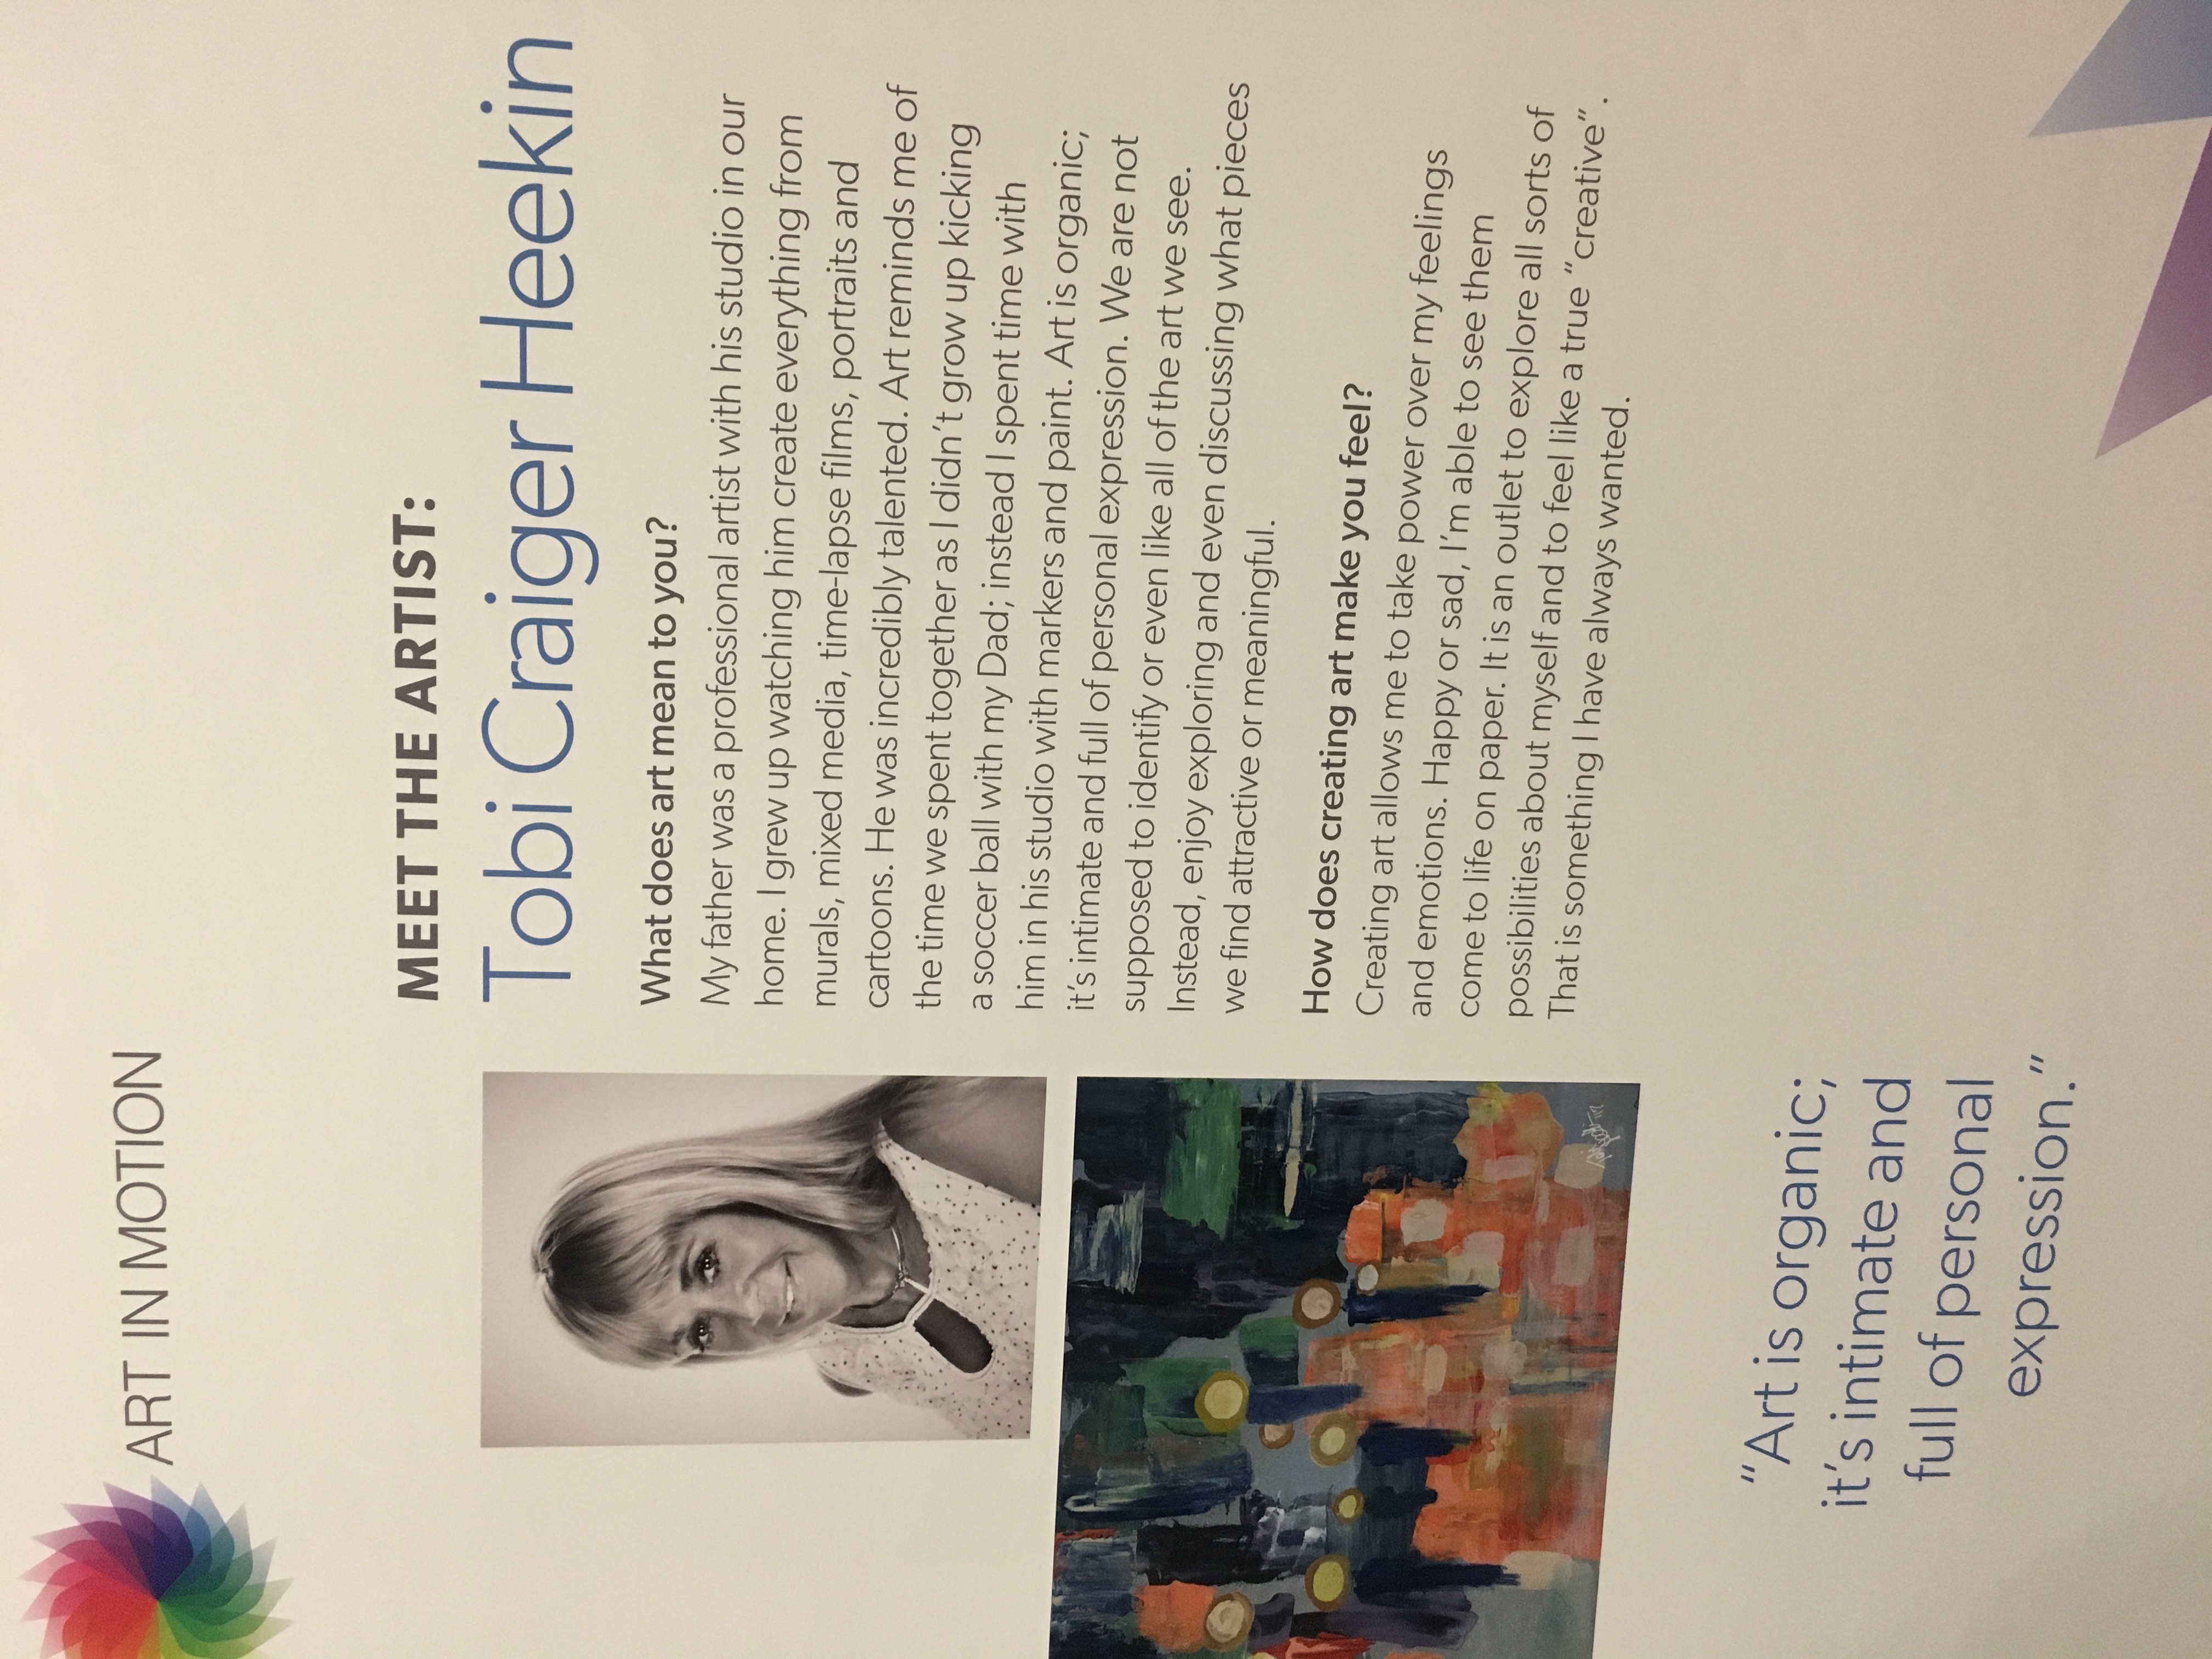 ART IN MOTION
MEET THE ARTIST:
Tobi Craiger Heekin
What does art mean to you?
My father was a professional artist with his studio in our
home. I grew up watching him create everything from
murals, mixed media, time-lapse films, portraits and
cartoons. He was incredibly talented. Art reminds me of
the time we spent together as I didn't grow up kicking
a soccer ball with my Dad; instead I spent time with
him in his studio with markers and paint. Art is organic;
it's intimate and full of personal expression. We are not
supposed to identify or even like all of the art we see.
Instead, enjoy exploring and even discussing what pieces
we find attractive or meaningful.
How does creating art make you feel?
Creating art allows me to take power over my feelings
and emotions. Happy or sad, I'm able to see them
come to life on paper. It is an outlet to explore all sorts of
possibilities about myself and to feel like a true “creative”.
That is something I have always wanted.
“Art is organic;
it's intimate and
full of personal
expression.”